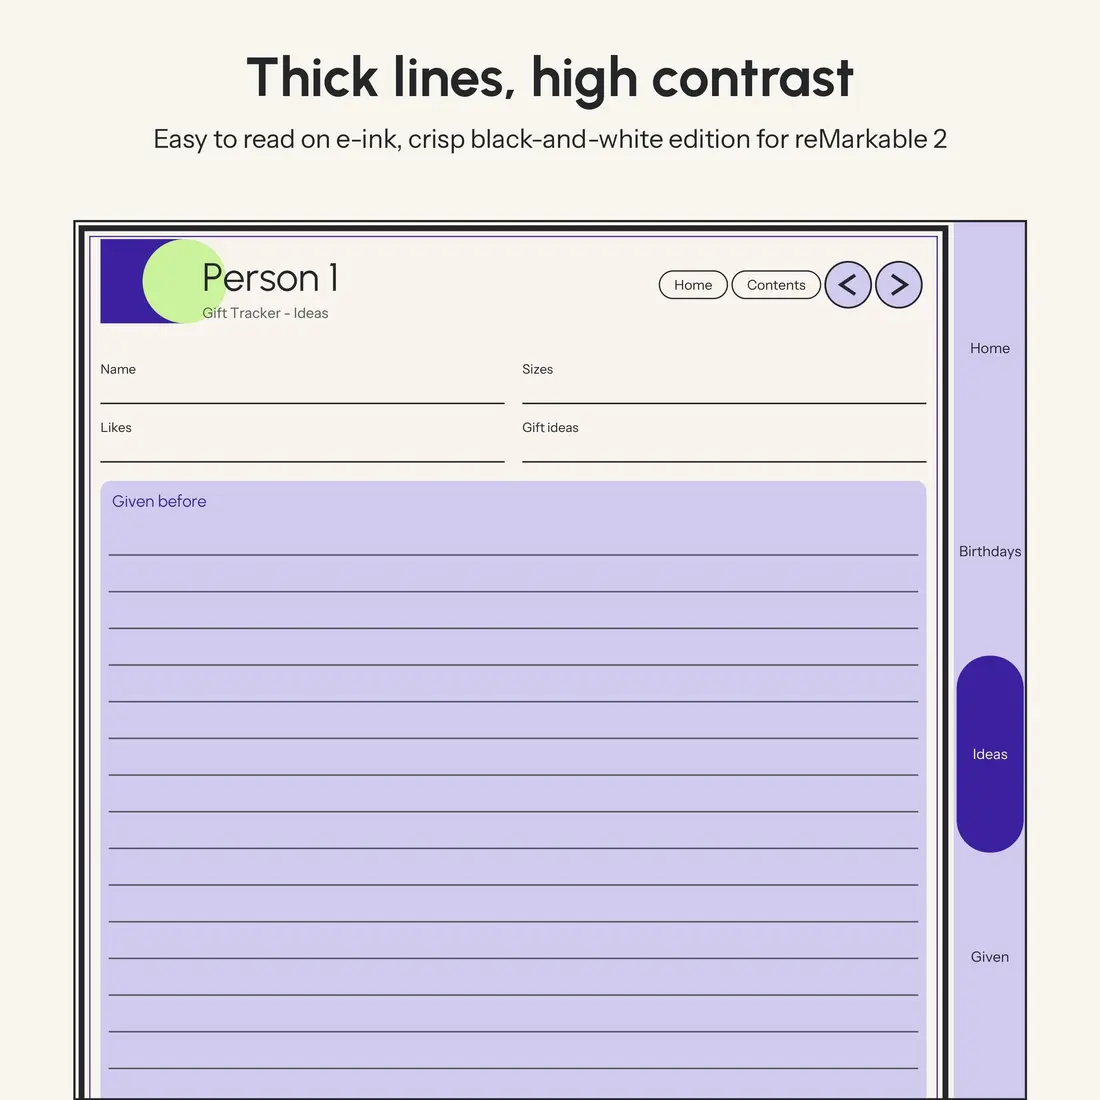 Thick lines, high contrast
Easy to read on e-ink, crisp black-and-white edition for reMarkable 2
Person 1
Gift Tracker - Ideas
Home
Contents
Name
Sizes
Likes
Gift ideas
Given before
Home
Birthdays
Ideas
Given